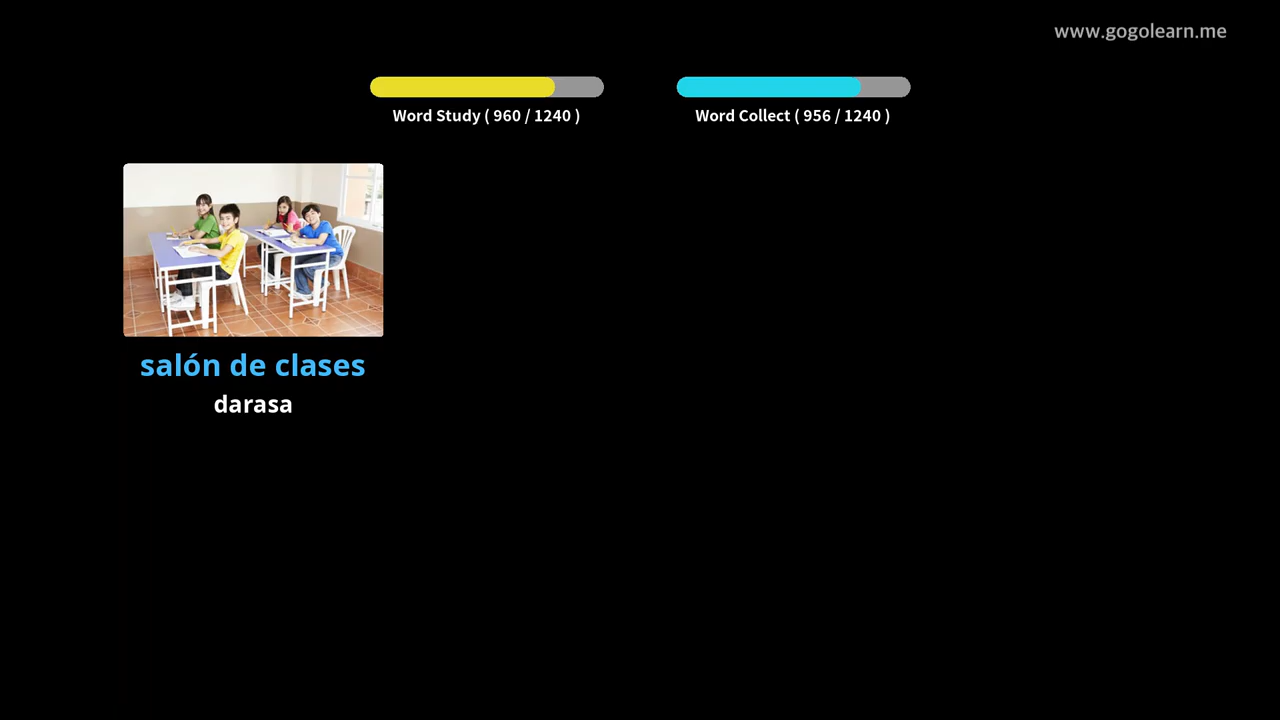 www.gogolearn.me
Word Study ( 960 / 1240 )
Word Collect ( 956 / 1240 )
salón de clases
darasa